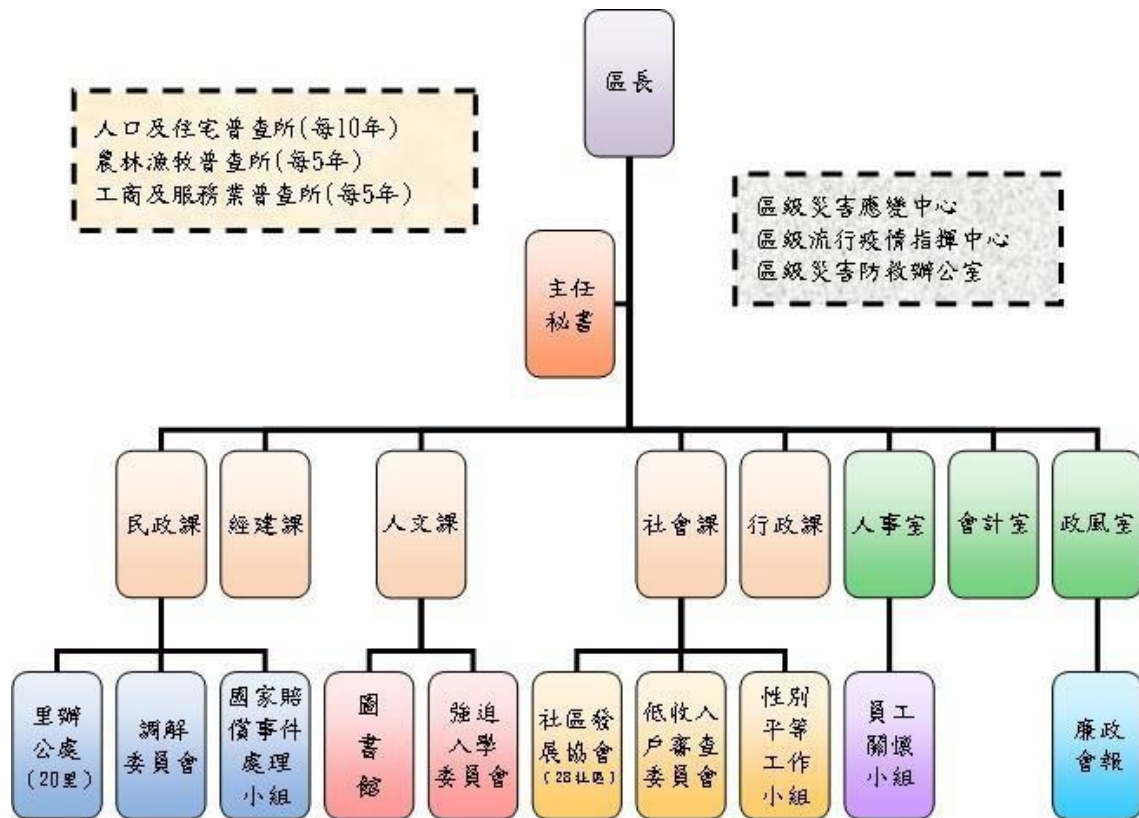 區長
人口及住宅普查所(每10年)
農林漁牧普查所(每5年)
工商及服務業普查所(每5年)
區級災害應變中心
區級流行疫情指揮中心
區級災害防救辦公室
主任
秘書
民政課
經建課
人文課
社會課
行政課
人事室
會計室
政風室
里辦
公處
(20里)
調解
委員會
國家賠
償事件
處理
小組
圖
書
館
強迫
入學
委員會
社區發
展協會
(28社區)
低收入
戶審查
委員會
性別
平等
工作
小組
員工
關懷
小組
廉政
會報